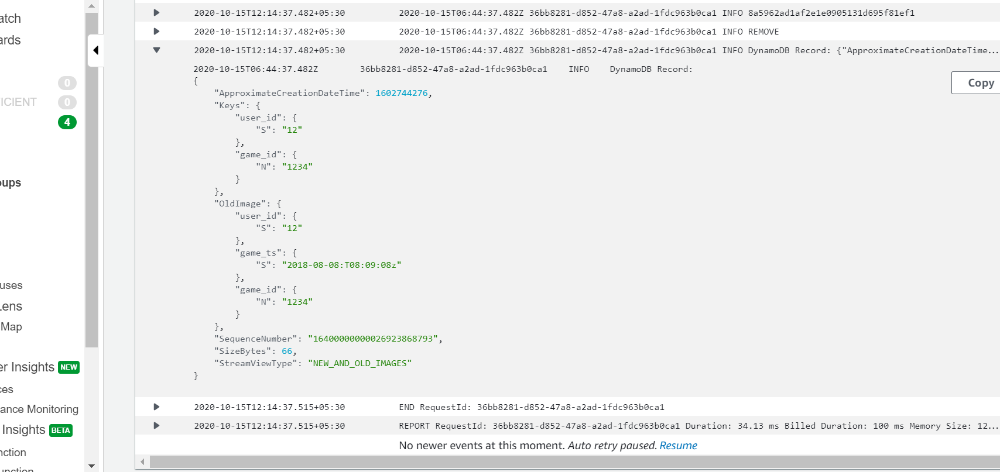 atch
ards
0
ICIENT
0
4
oups
uses
Lens
Map
er Insights NEW
ces
ance Monitoring
Insights BETA
nction
unction
2020-10-15T12:14:37.482+05:30 2020-10-15T06:44:37.482Z 36bb8281-d852-47a8-a2ad-1fdc963b0ca1 INFO 8a5962ad1af2e1e0905131d695f81ef1
2020-10-15T12:14:37.482+05:30 2020-10-15T06:44:37.482Z 36bb8281-d852-47a8-a2ad-1fdc963b0ca1 INFO REMOVE
2020-10-15T12:14:37.482+05:30 2020-10-15T06:44:37.482Z 36bb8281-d852-47a8-a2ad-1fdc963b0ca1 INFO DynamoDB Record: {"ApproximateCreationDateTime...
2020-10-15T06:44:37.482Z 36bb8281-d852-47a8-a2ad-1fdc963b0ca1 INFO DynamoDB Record:
Copy
{
"ApproximateCreationDateTime": 1602744276,
"Keys": {
"user_id": {
"S": "12"
},
"game_id": {
"N": "1234"
}
},
"OldImage": {
"user_id": {
"S": "12"
},
"game_ts": {
"S": "2018-08-08:T08:09:08z"
},
"game_id": {
"N": "1234"
}
},
"SequenceNumber": "16400000000026923868793",
"SizeBytes": 66,
"StreamViewType": "NEW_AND_OLD_IMAGES"
}
2020-10-15T12:14:37.515+05:30 END RequestId: 36bb8281-d852-47a8-a2ad-1fdc963b0ca1
2020-10-15T12:14:37.515+05:30 REPORT RequestId: 36bb8281-d852-47a8-a2ad-1fdc963b0ca1 Duration: 34.13 ms Billed Duration: 100 ms Memory Size: 12...
No newer events at this moment. Auto retry paused. Resume